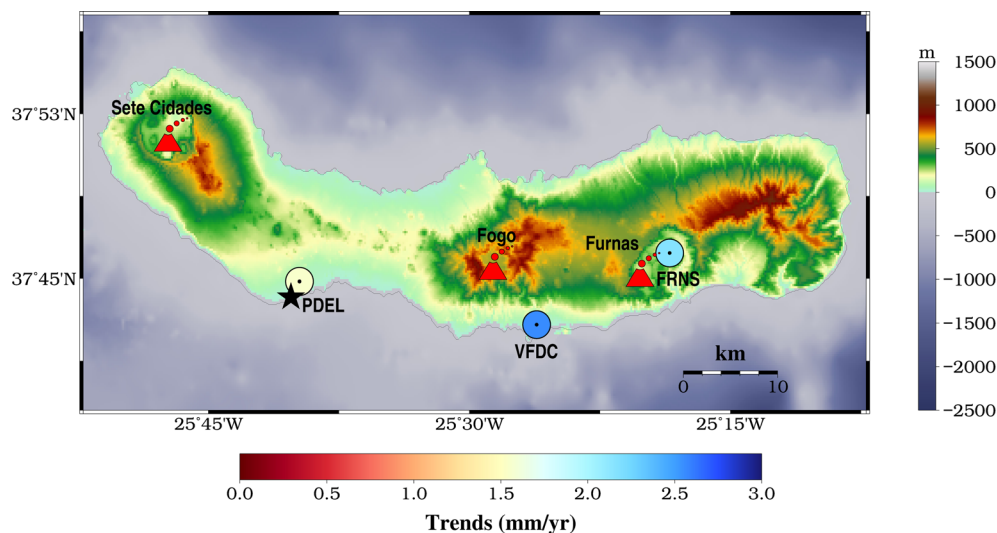 m
1500
1000
500
0
−500
−1000
−1500
−2000
−2500
37˚53'N
37˚45'N
Sete Cidades
Fogo
Furnas
FRNS
PDEL
VFDC
km
0 10
25˚45'W 25˚30'W 25˚15'W
0.0 0.5 1.0 1.5 2.0 2.5 3.0
Trends (mm/yr)